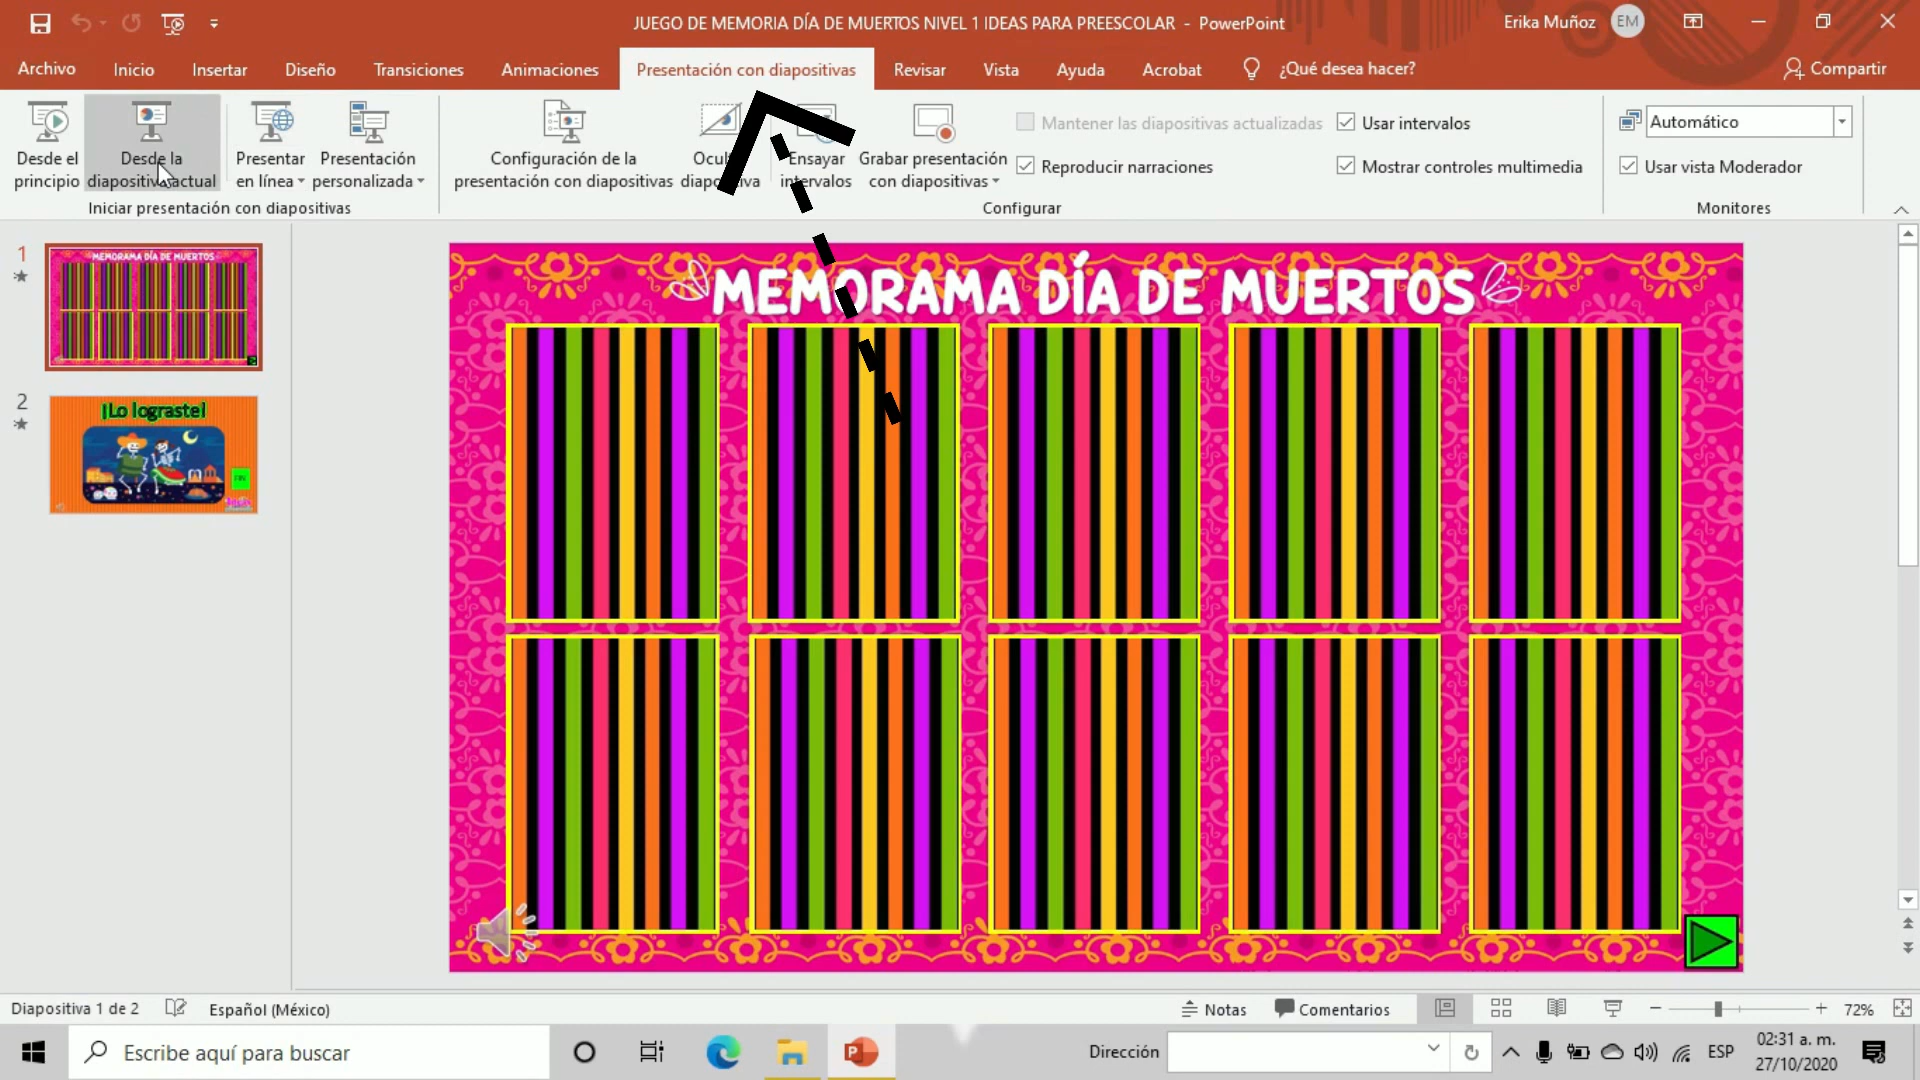 JUEGO DE MEMORIA DÍA DE MUERTOS NIVEL 1 IDEAS PARA PREESCOLAR - PowerPoint
Erika Muñoz EM
Archivo Inicio Insertar Diseño Transiciones Animaciones Presentación con diapositivas Revisar Vista Ayuda Acrobat ¿Qué desea hacer? Compartir
Desde el principio
Desde la diapositiva actual
Presentar en línea
Presentación personalizada
Iniciar presentación con diapositivas
Configuración de la presentación con diapositivas
Ensayar intervalos
Grabar presentación con diapositivas
Mantener las diapositivas actualizadas
Reproducir narraciones
Usar intervalos
Mostrar controles multimedia
Configurar
Automático
Usar vista Moderador
Monitores
1
MEMORAMA DÍA DE MUERTOS
2
¡Lo lograste!
FIN
MEMORAMA DÍA DE MUERTOS
Diapositiva 1 de 2 Español (México) Notas Comentarios 72%
Escribe aquí para buscar
Dirección
ESP
02:31 a. m.
27/10/2020